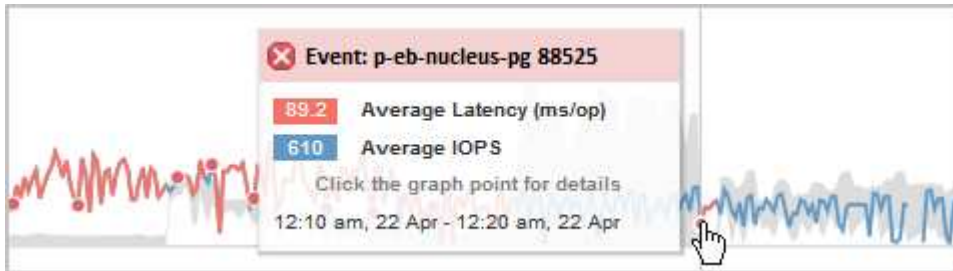 Event: p-eb-nucleus-pg 88525
89.2 Average Latency (ms/op)
610 Average IOPS
Click the graph point for details
12:10 am, 22 Apr - 12:20 am, 22 Apr